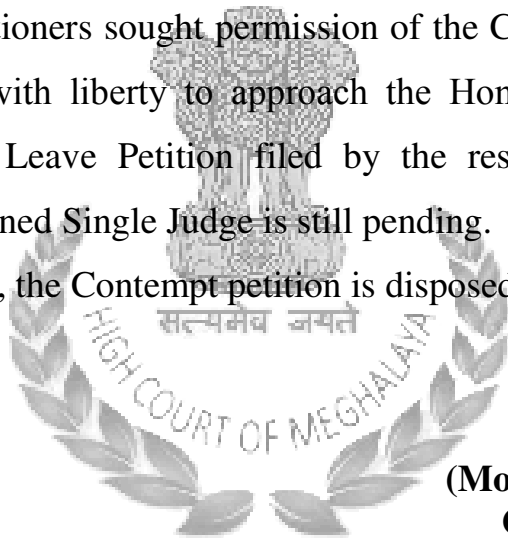 tioners sought permission of the C
with liberty to approach the Hon
Leave Petition filed by the res
ned Single Judge is still pending.
, the Contempt petition is disposed
सत्यमेव जयते
HIGH COURT OF MEGHALAYA
(Mo